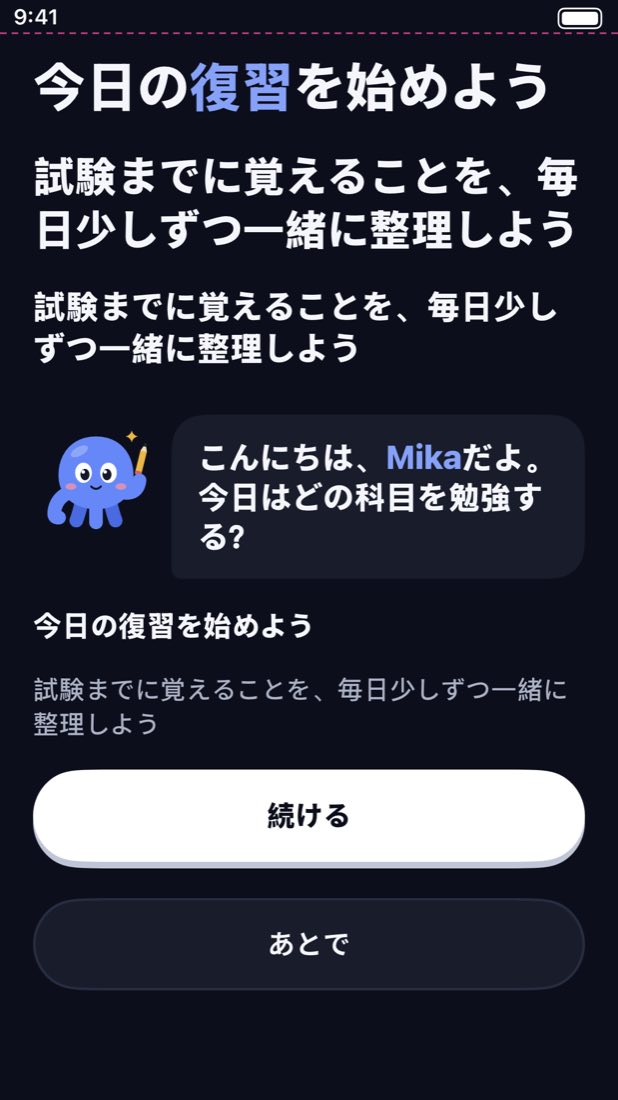 9:41
今日の復習を始めよう
試験までに覚えることを、毎
日少しずつ一緒に整理しよう
試験までに覚えることを、毎日少し
ずつ一緒に整理しよう
こんにちは、Mikaだよ。
今日はどの科目を勉強す
る?
今日の復習を始めよう
試験までに覚えることを、毎日少しずつ一緒に
整理しよう
続ける
あとで